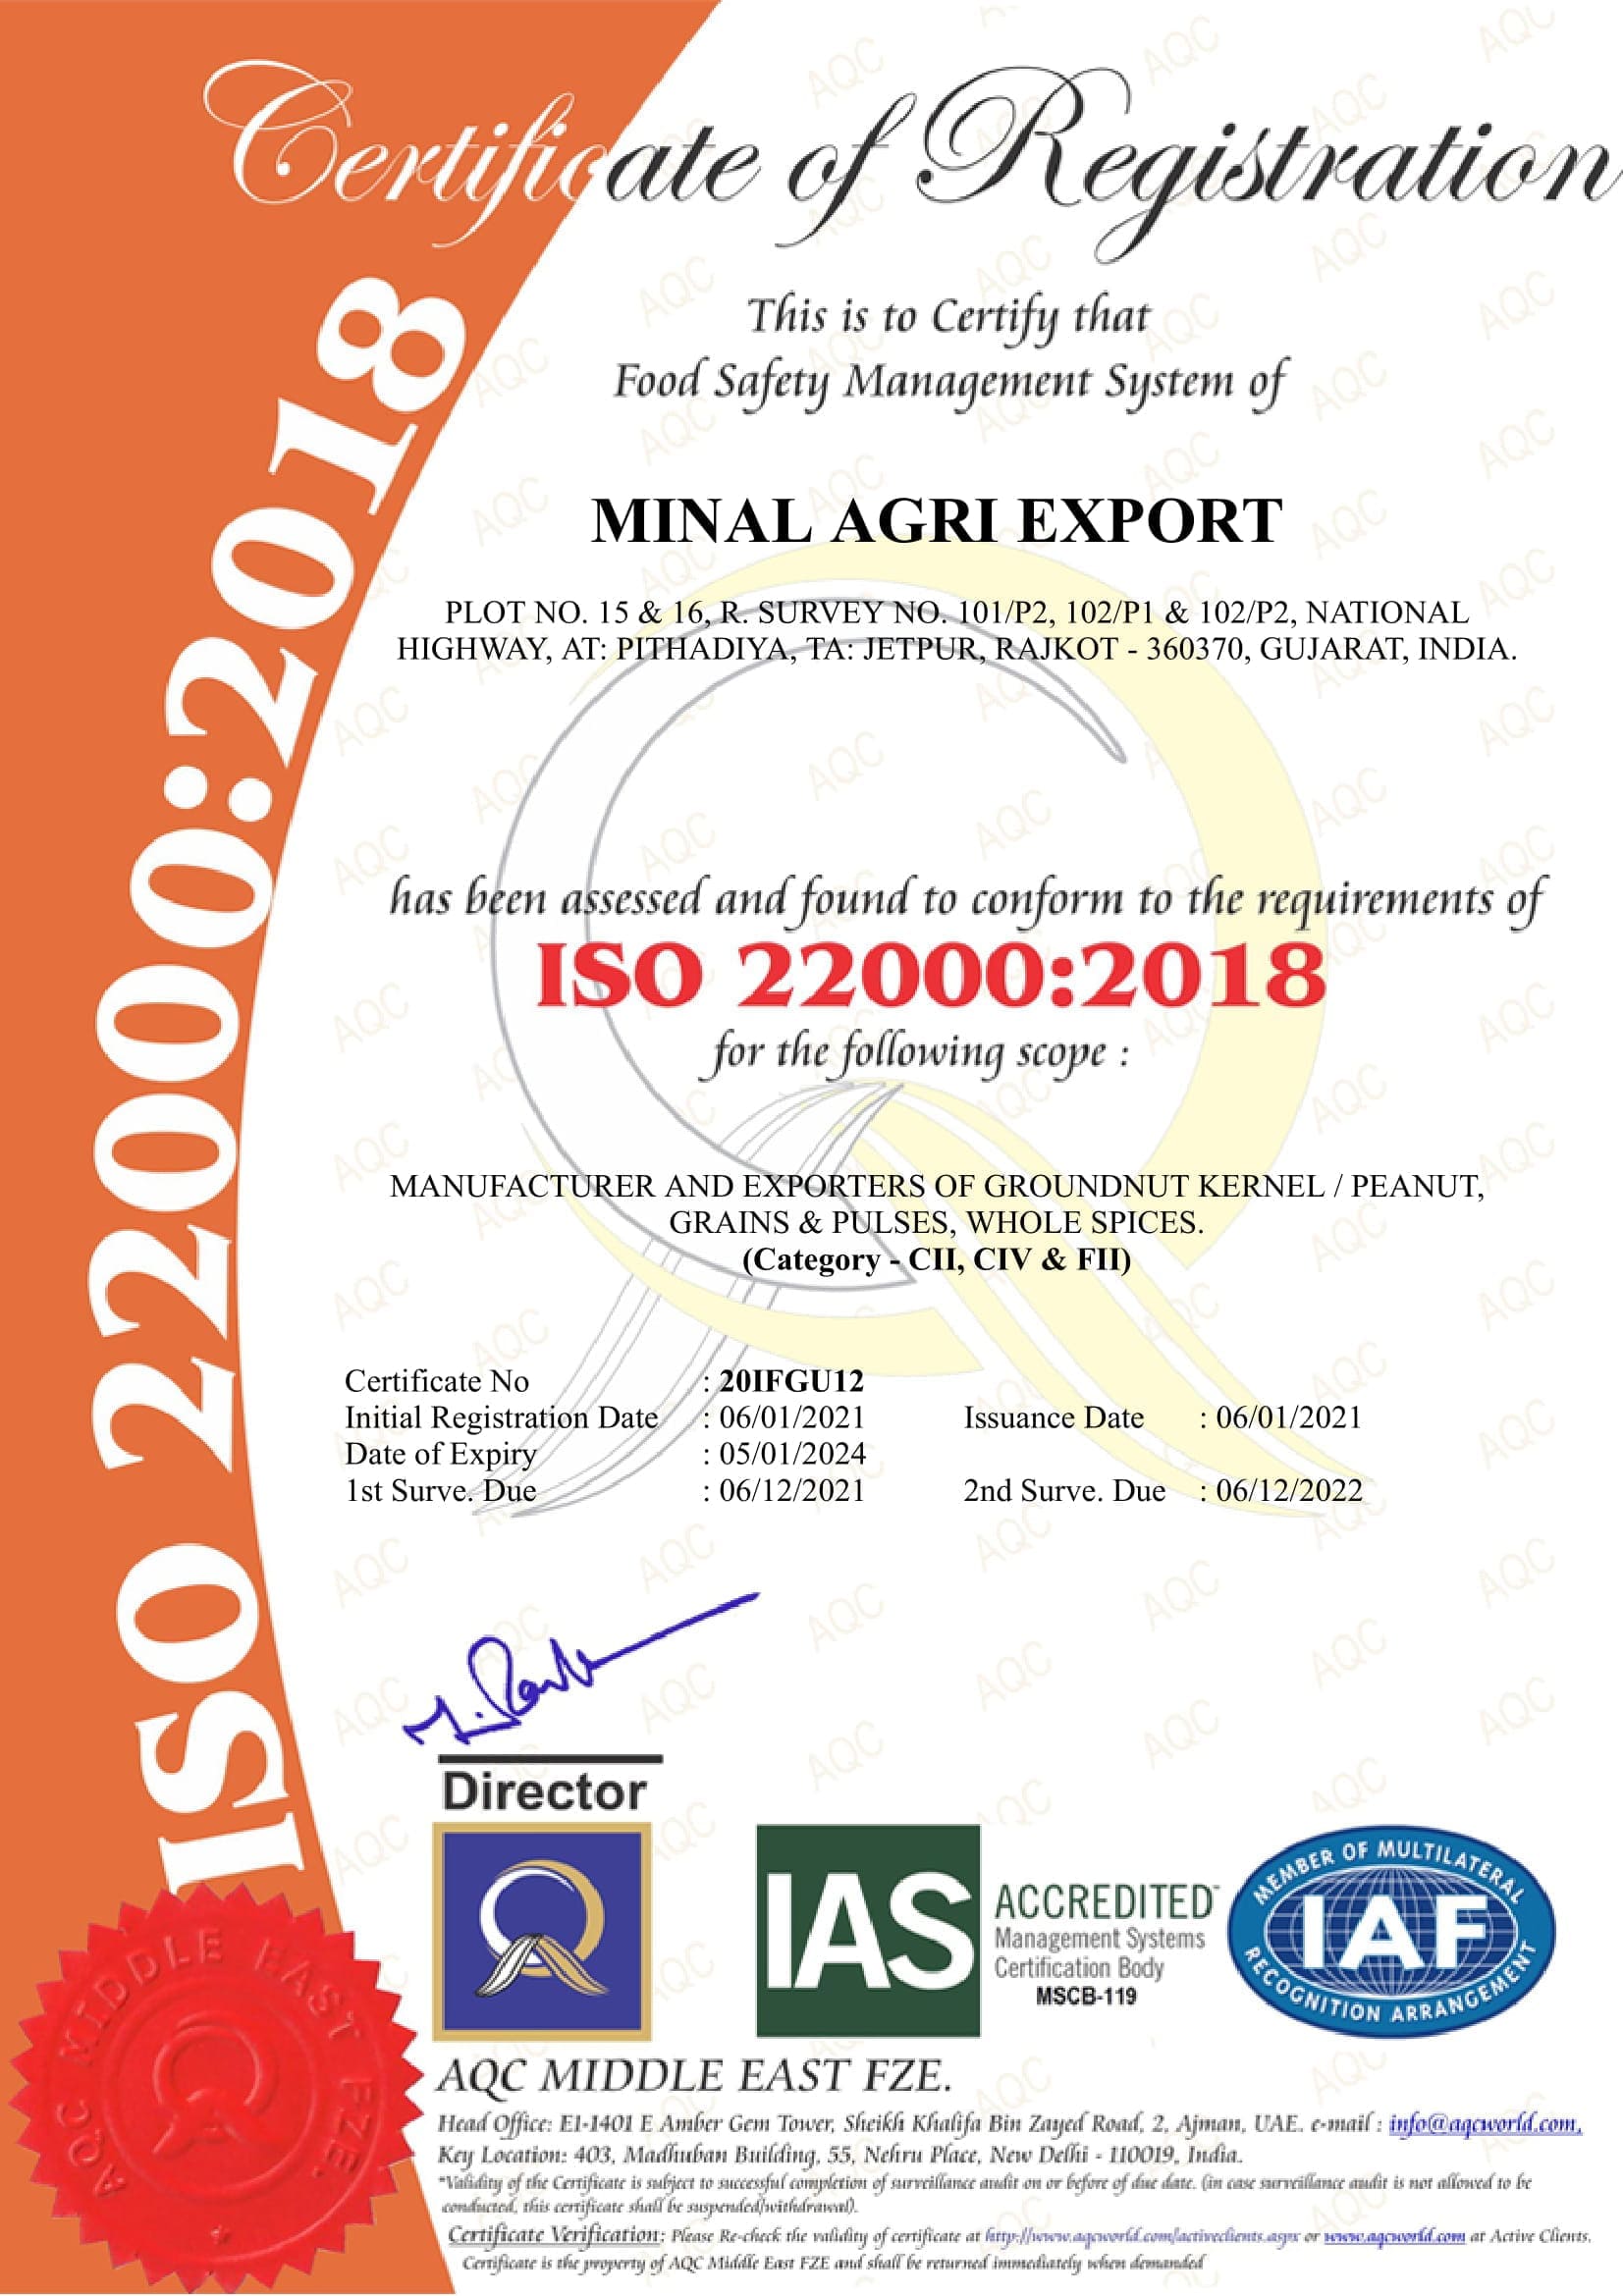 Certificate of Registration
ISO 22000:2018
This is to Certify that
Food Safety Management System of
MINAL AGRI EXPORT
PLOT NO. 15 & 16, R. SURVEY NO. 101/P2, 102/P1 & 102/P2, NATIONAL
HIGHWAY, AT: PITHADIYA, TA: JETPUR, RAJKOT - 360370, GUJARAT, INDIA.
has been assessed and found to conform to the requirements of
ISO 22000:2018
for the following scope :
MANUFACTURER AND EXPORTERS OF GROUNDNUT KERNEL / PEANUT,
GRAINS & PULSES, WHOLE SPICES.
(Category - CII, CIV & FII)
Certificate No : 20IFGU12
Initial Registration Date : 06/01/2021 Issuance Date : 06/01/2021
Date of Expiry : 05/01/2024
1st Surve. Due : 06/12/2021 2nd Surve. Due : 06/12/2022
Director
IAS
ACCREDITED
Management Systems
Certification Body
MSCB-119
MEMBER OF MULTILATERAL
IAF
RECOGNITION ARRANGEMENT
AQC MIDDLE EAST FZE.
AQC MIDDLE EAST FZE.
Head Office: E1-1401 E Amber Gem Tower, Sheikh Khalifa Bin Zayed Road, 2, Ajman, UAE. e-mail : info@aqcworld.com,
Key Location: 403, Madhuban Building, 55, Nehru Place, New Delhi - 110019, India.
*Validity of the Certificate is subject to successful completion of surveillance audit on or before of due date. (in case surveillance audit is not allowed to be
conducted, this certificate shall be suspended/withdrawal).
Certificate Verification: Please Re-check the validity of certificate at http://www.aqcworld.com/activeclients.aspx or www.aqcworld.com at Active Clients.
Certificate is the property of AQC Middle East FZE and shall be returned immediately when demanded